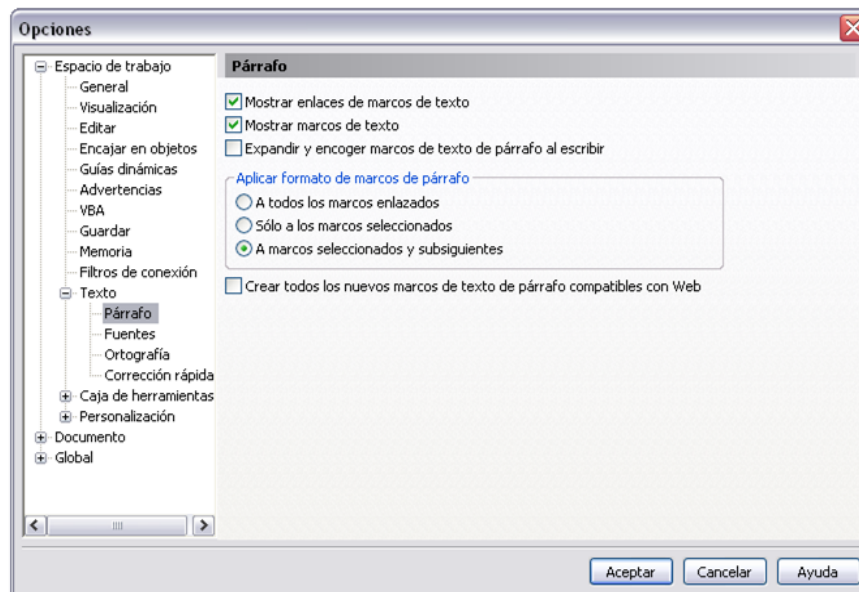 Opciones
Espacio de trabajo
General
Visualización
Editar
Encajar en objetos
Guías dinámicas
Advertencias
VBA
Guardar
Memoria
Filtros de conexión
Texto
Párrafo
Fuentes
Ortografía
Corrección rápida
Caja de herramientas
Personalización
Documento
Global
Párrafo
Mostrar enlaces de marcos de texto
Mostrar marcos de texto
Expandir y encoger marcos de texto de párrafo al escribir
Aplicar formato de marcos de párrafo
A todos los marcos enlazados
Sólo a los marcos seleccionados
A marcos seleccionados y subsiguientes
Crear todos los nuevos marcos de texto de párrafo compatibles con Web
Aceptar
Cancelar
Ayuda